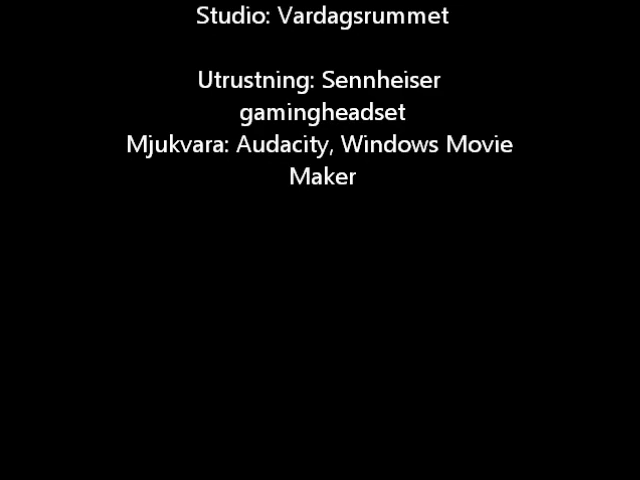 Studio: Vardagsrummet
Utrustning: Sennheiser
gamingheadset
Mjukvara: Audacity, Windows Movie
Maker